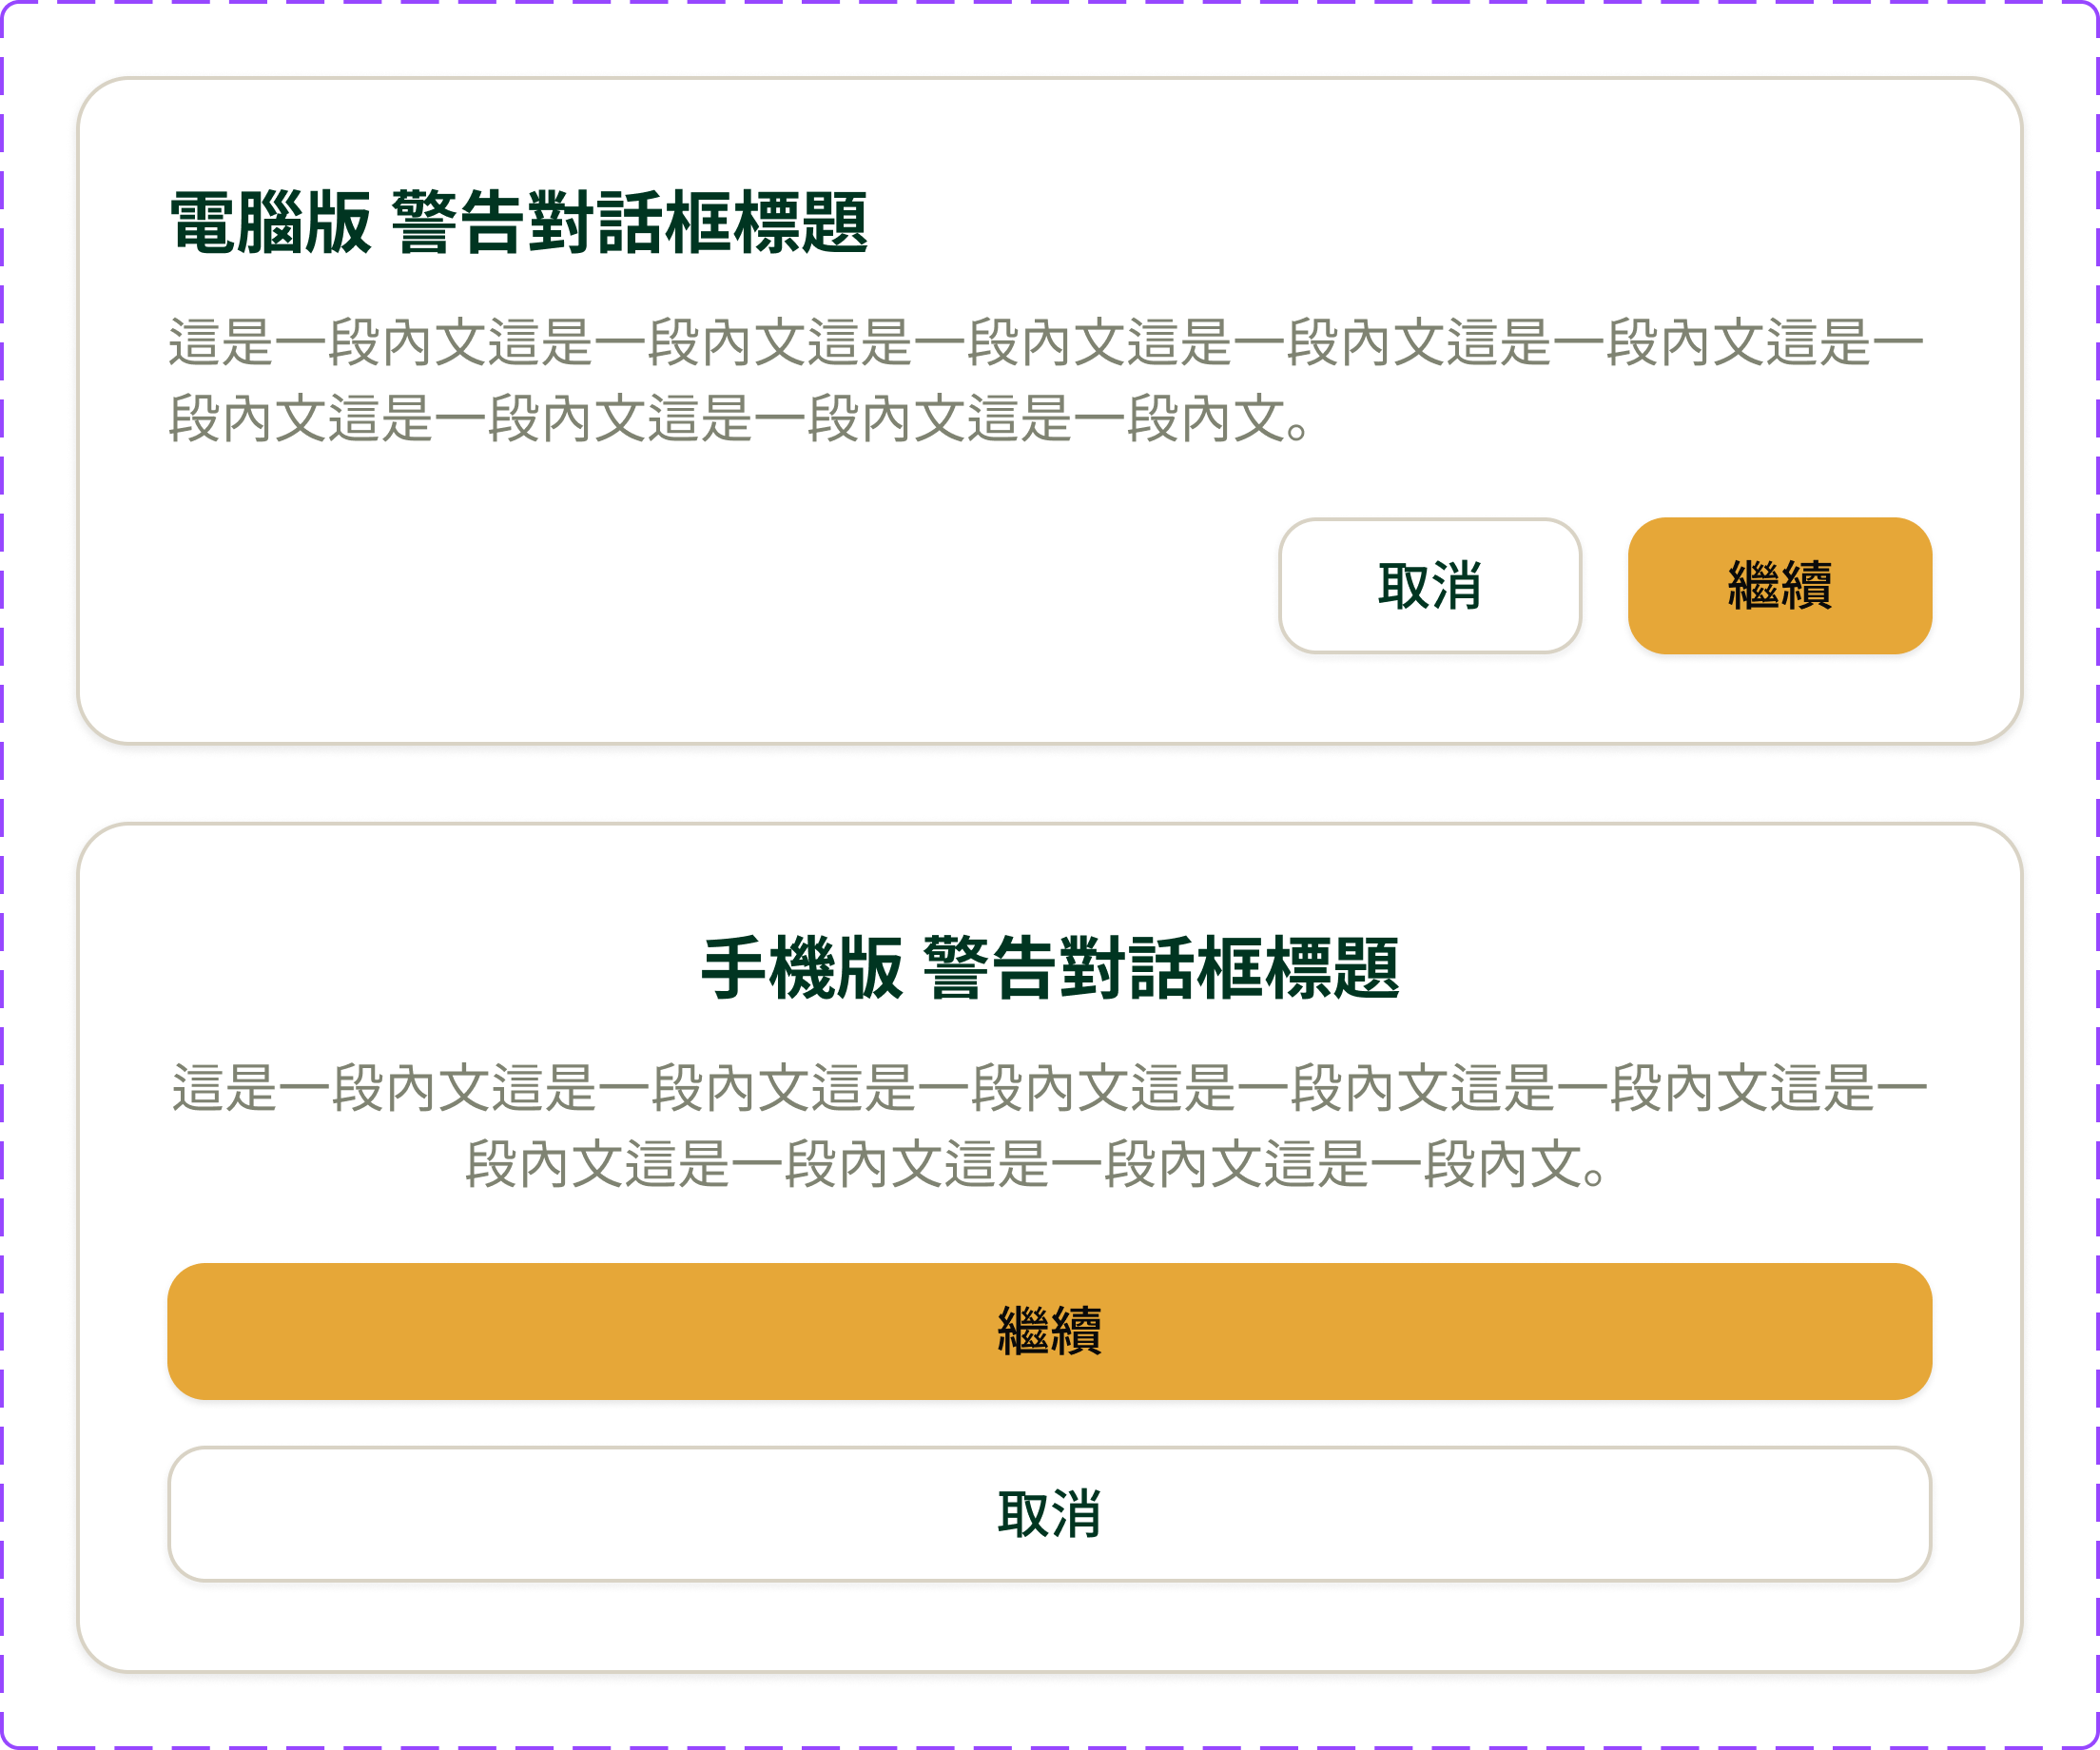 電腦版 警告對話框標題
這是一段內文這是一段內文這是一段內文這是一段內文這是一段內文這是一
段內文這是一段內文這是一段內文這是一段內文。
取消
繼續
手機版 警告對話框標題
這是一段內文這是一段內文這是一段內文這是一段內文這是一段內文這是一
段內文這是一段內文這是一段內文這是一段內文。
繼續
取消